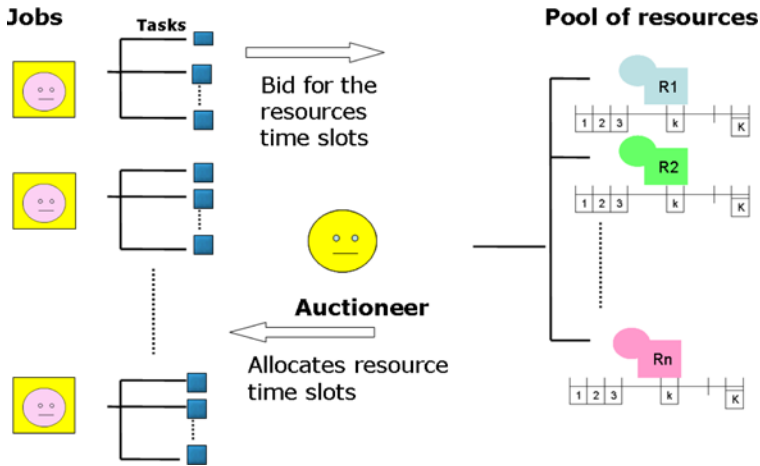 Jobs
Tasks
Bid for the
resources
time slots
Auctioneer
Allocates resource
time slots
Pool of resources
R1
1 2 3 k K
R2
1 2 3 k K
Rn
1 2 3 k K